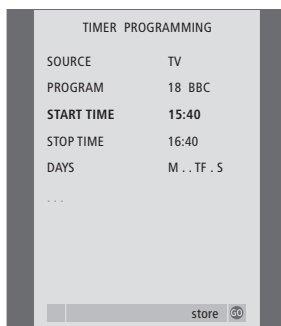 TIMER PROGRAMMING
SOURCE TV
PROGRAM 18 BBC
START TIME 15:40
STOP TIME 16:40
DAYS M . . TF . S
. . .
store GO